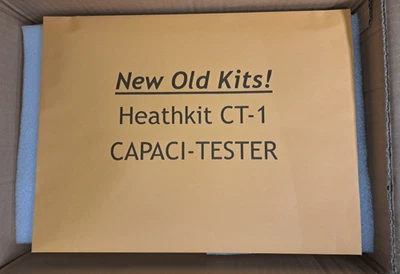 New Old Kits!
Heathkit CT-1
CAPACI-TESTER